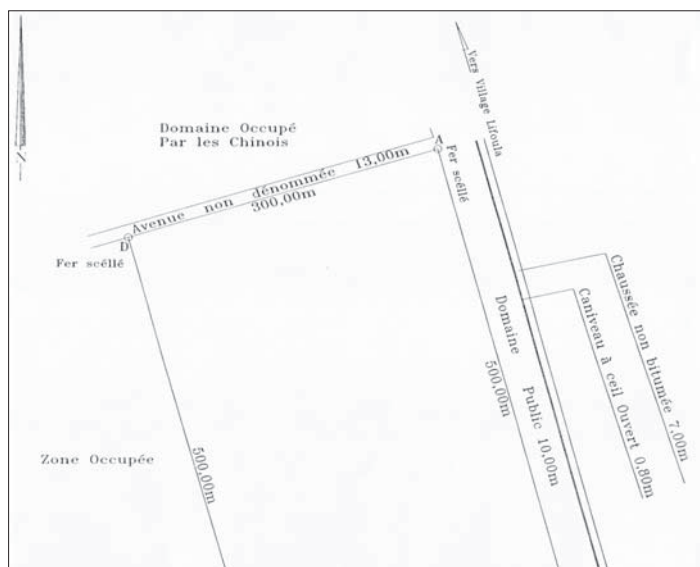 Vers Village Lifoula
Domaine Occupé
Par les Chinois
A
Fer scéllé
Avenue non dénommée 13,00m
300,00m
N
D
Fer scéllé
Chaussée non bitumée 7,00m
Caniveau à ceil Ouvert 0,80m
Domaine Public 10,00m
500,00m
500,00m
Zone Occupée